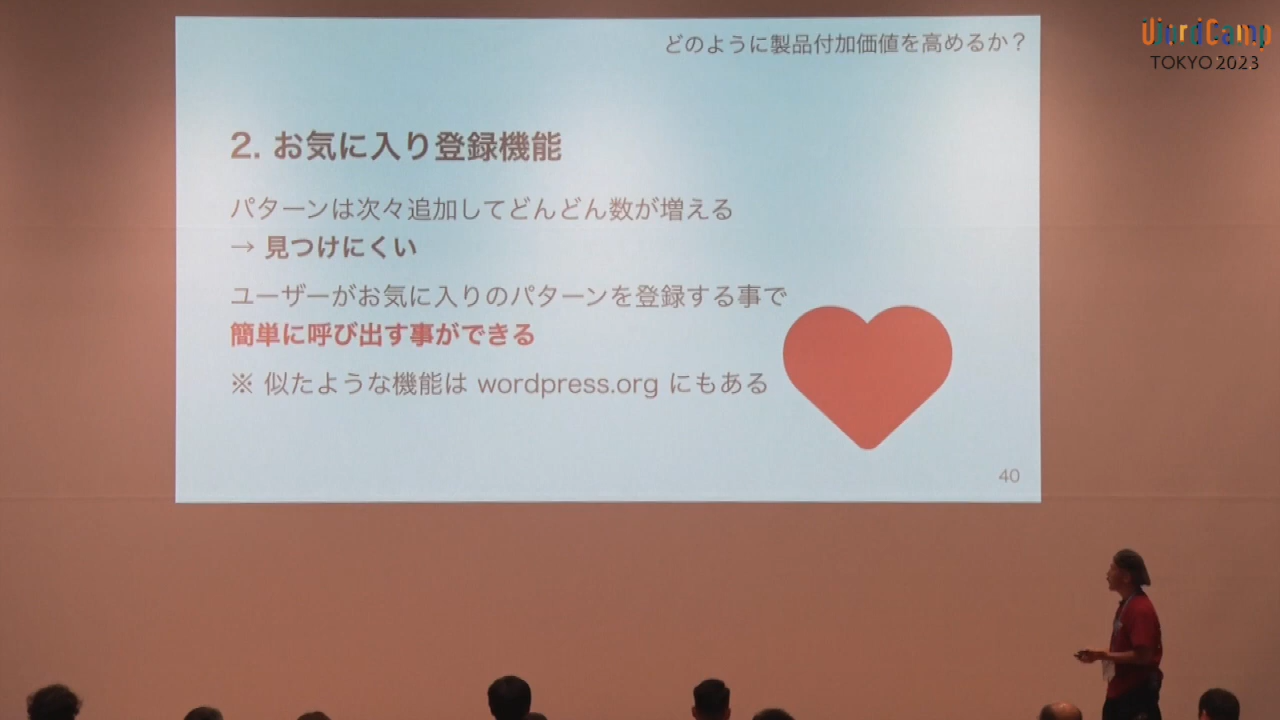 WordCamp
TOKYO 2023
どのように製品付加価値を高めるか？
2. お気に入り登録機能
パターンは次々追加してどんどん数が増える
→ 見つけにくい
ユーザーがお気に入りのパターンを登録する事で
簡単に呼び出す事ができる
※ 似たような機能は wordpress.org にもある
40